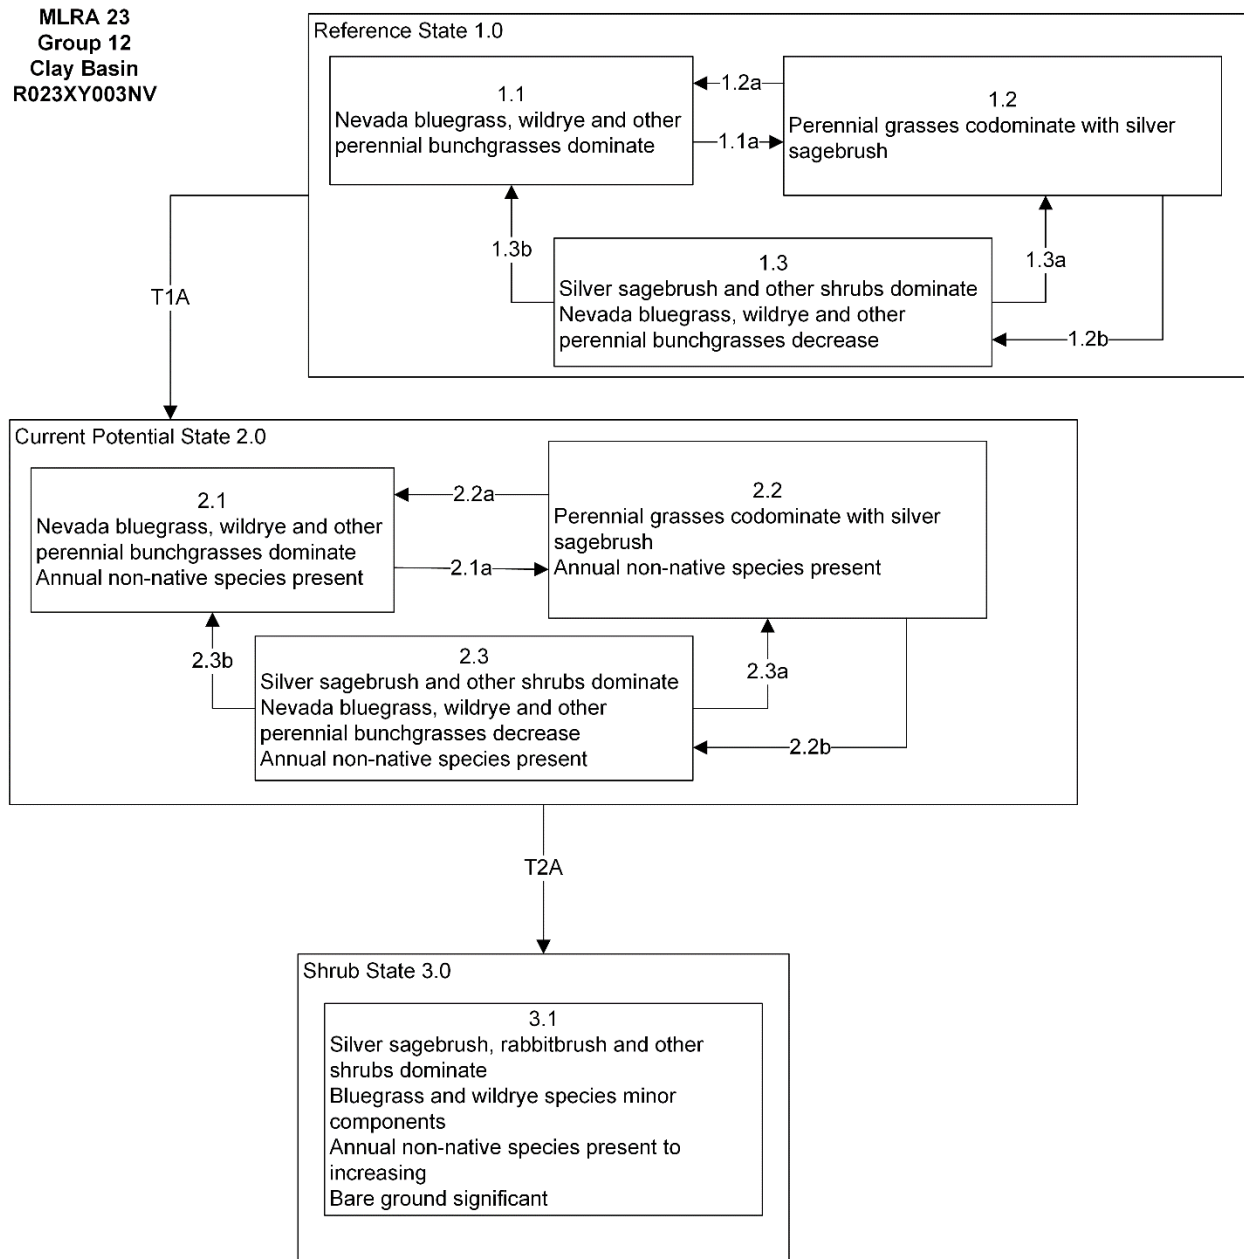 MLRA 23
Group 12
Clay Basin
R023XY003NV
Reference State 1.0
1.1
Nevada bluegrass, wildrye and other
perennial bunchgrasses dominate
1.2a
1.1a
1.2
Perennial grasses codominate with silver
sagebrush
1.3b
1.3
Silver sagebrush and other shrubs dominate
Nevada bluegrass, wildrye and other
perennial bunchgrasses decrease
1.3a
1.2b
T1A
Current Potential State 2.0
2.1
Nevada bluegrass, wildrye and other
perennial bunchgrasses dominate
Annual non-native species present
2.2a
2.1a
2.2
Perennial grasses codominate with silver
sagebrush
Annual non-native species present
2.3b
2.3
Silver sagebrush and other shrubs dominate
Nevada bluegrass, wildrye and other
perennial bunchgrasses decrease
Annual non-native species present
2.3a
2.2b
T2A
Shrub State 3.0
3.1
Silver sagebrush, rabbitbrush and other
shrubs dominate
Bluegrass and wildrye species minor
components
Annual non-native species present to
increasing
Bare ground significant